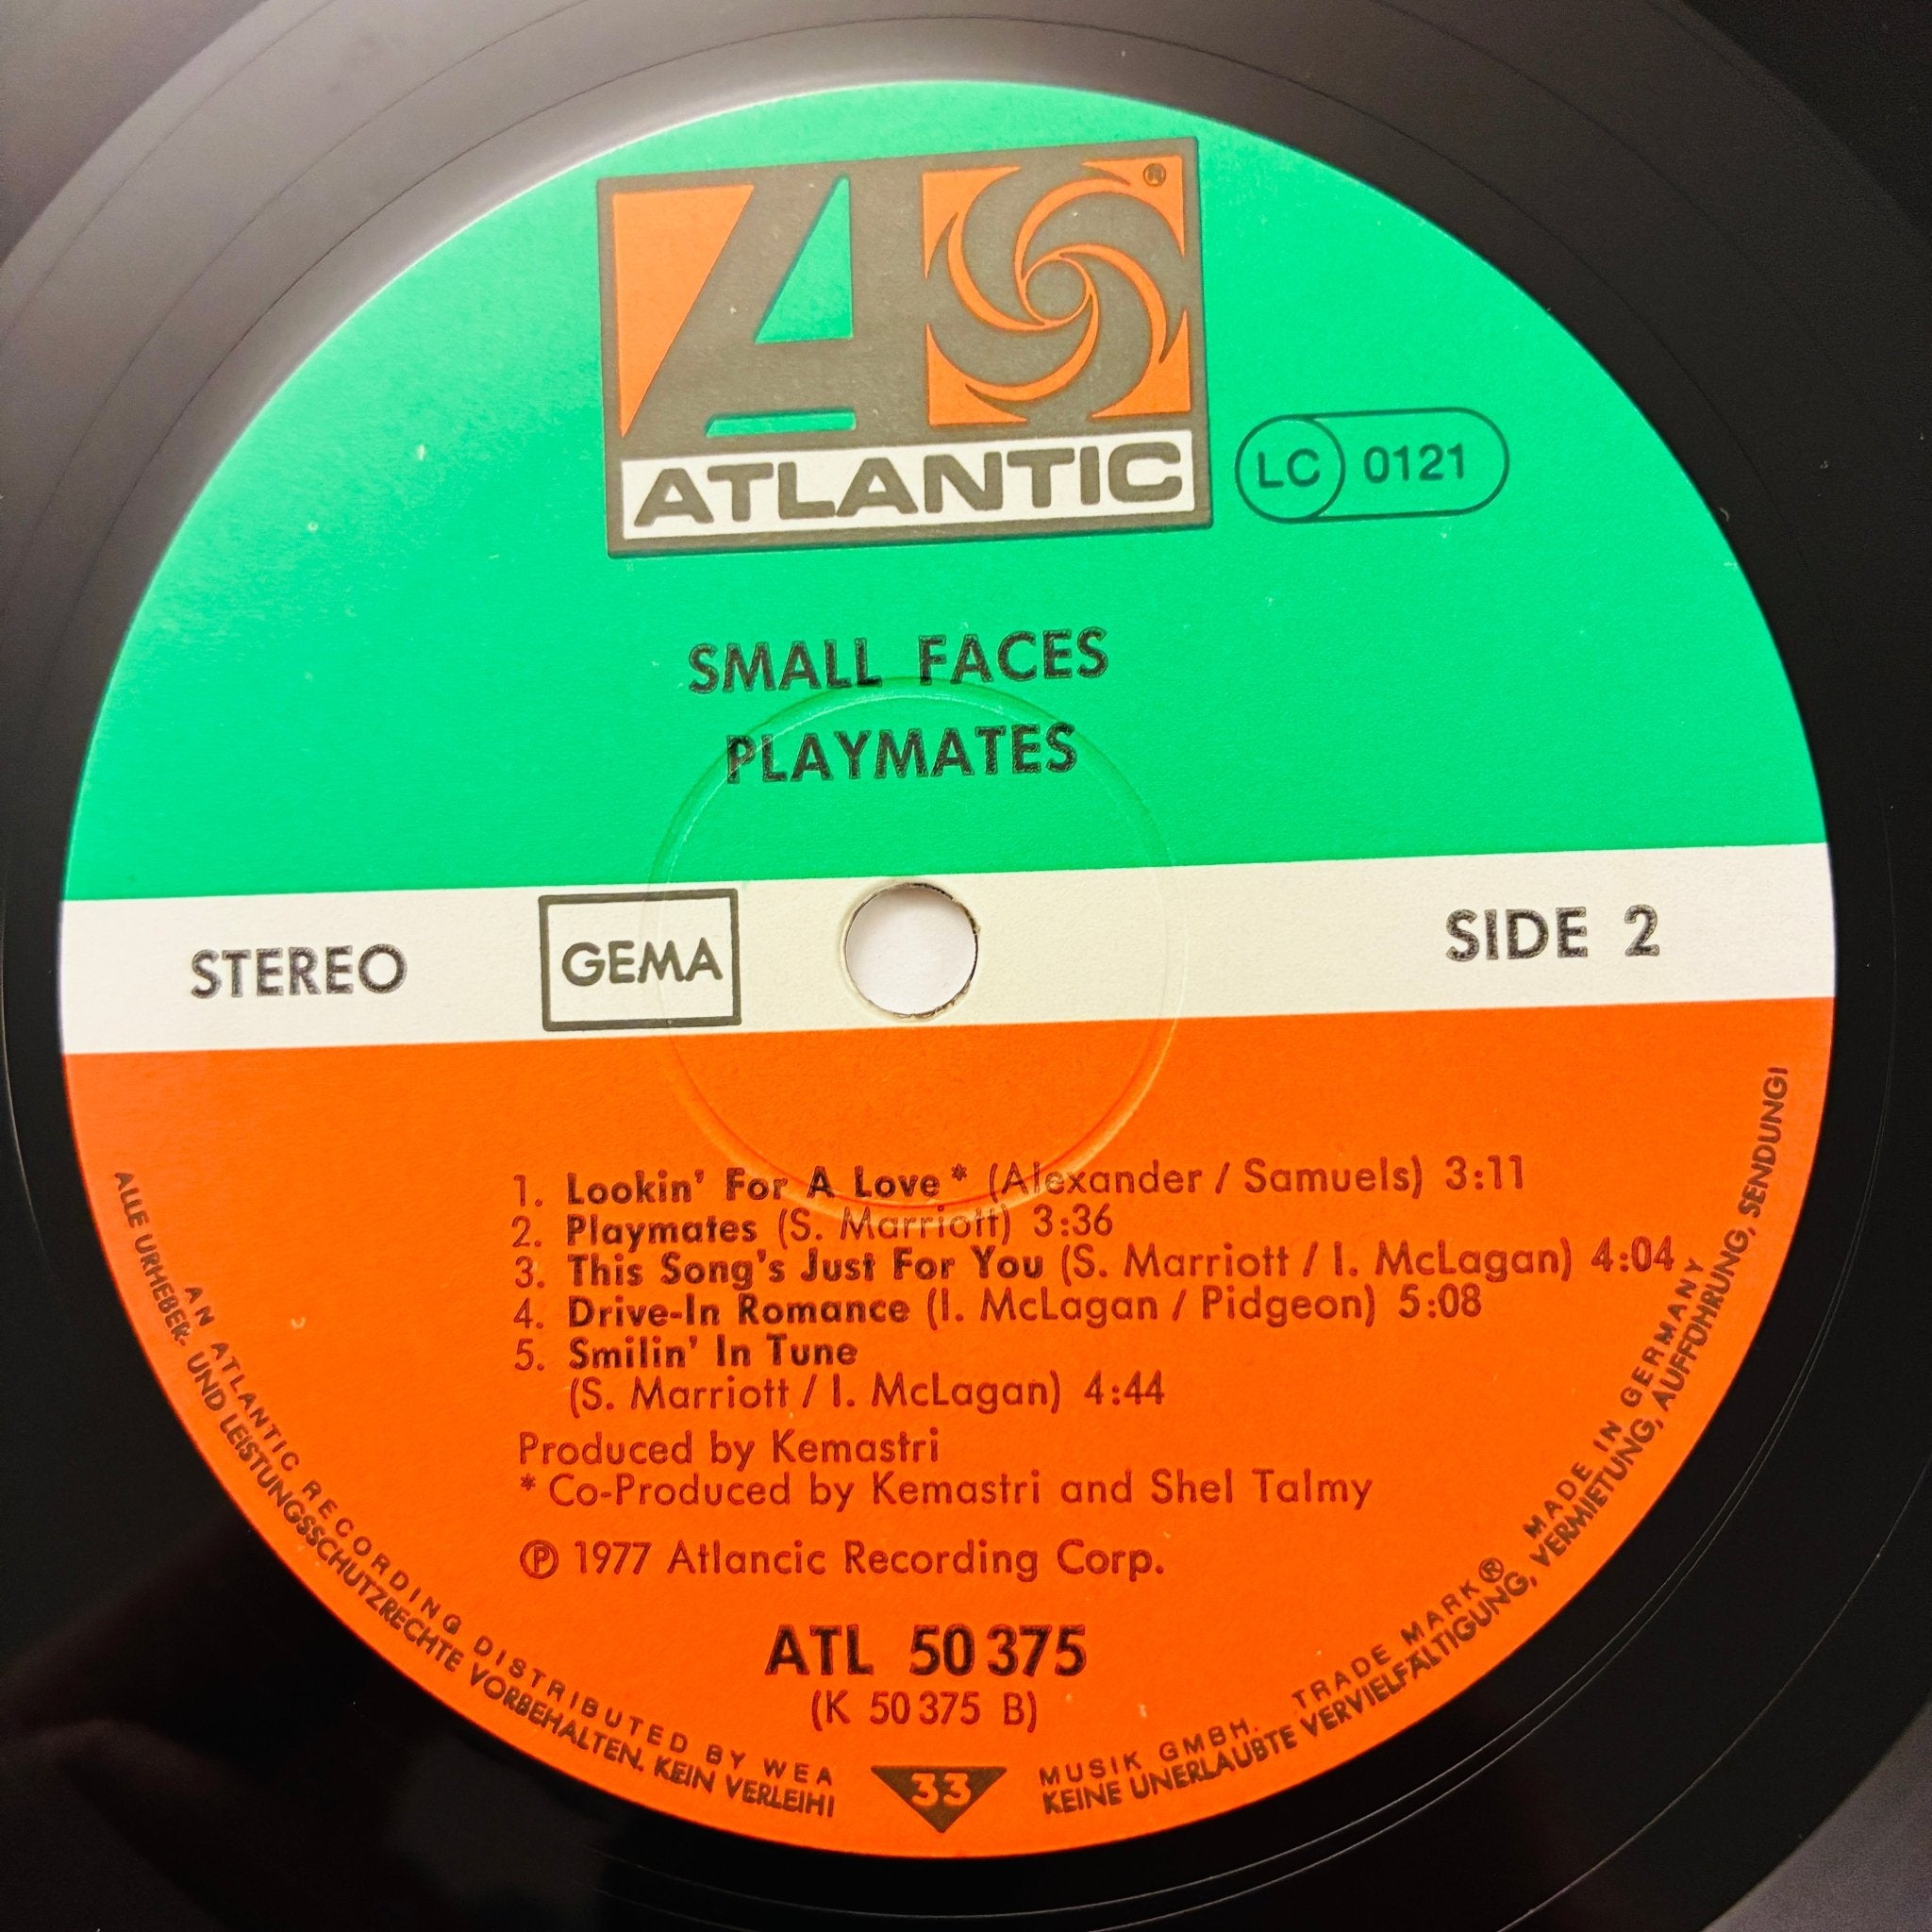 ®
ATLANTIC
LC 0121
SMALL FACES
PLAYMATES
STEREO
GEMA
SIDE 2
1. Lookin' For A Love * (Alexander / Samuels) 3:11
2. Playmates (S. Marriott) 3:36
3. This Song's Just For You (S. Marriott / I. McLagan) 4:04
4. Drive-In Romance (I. McLagan / Pidgeon) 5:08
5. Smilin' In Tune
(S. Marriott / I. McLagan) 4:44
Produced by Kemastri
* Co-Produced by Kemastri and Shel Talmy
℗ 1977 Atlancic Recording Corp.
ATL 50 375
(K 50 375 B)
33
AN ATLANTIC RECORDING DISTRIBUTED BY WEA MUSIK GMBH. TRADE MARK® MADE IN GERMANY
ALLE URHEBER- UND LEISTUNGSSCHUTZRECHTE VORBEHALTEN. KEIN VERLEIH! KEINE UNERLAUBTE VERVIELFÄLTIGUNG, VERMIETUNG, AUFFÜHRUNG, SENDUNG!